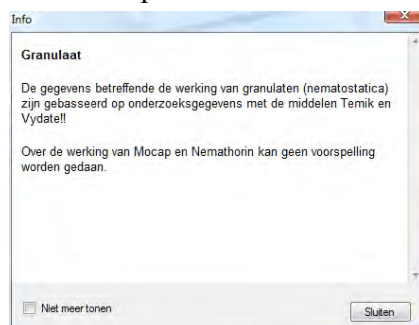 Info
Granulaat
De gegevens betreffende de werking van granulaten (nematostatica)
zijn gebasseerd op onderzoeksgegevens met de middelen Temik en
Vydate!!
Over de werking van Mocap en Nemathorin kan geen voorspelling
worden gedaan.
Niet meer tonen
Sluiten